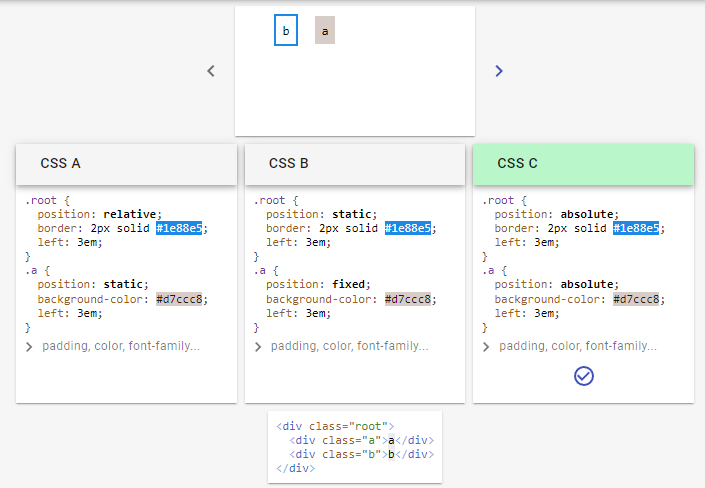 b a
CSS A
.root {
position: relative;
border: 2px solid #1e88e5;
left: 3em;
}
.a {
position: static;
background-color: #d7ccc8;
left: 3em;
}
padding, color, font-family...
CSS B
.root {
position: static;
border: 2px solid #1e88e5;
left: 3em;
}
.a {
position: fixed;
background-color: #d7ccc8;
left: 3em;
}
padding, color, font-family...
CSS C
.root {
position: absolute;
border: 2px solid #1e88e5;
left: 3em;
}
.a {
position: absolute;
background-color: #d7ccc8;
left: 3em;
}
padding, color, font-family...
<div class="root">
<div class="a">a</div>
<div class="b">b</div>
</div>